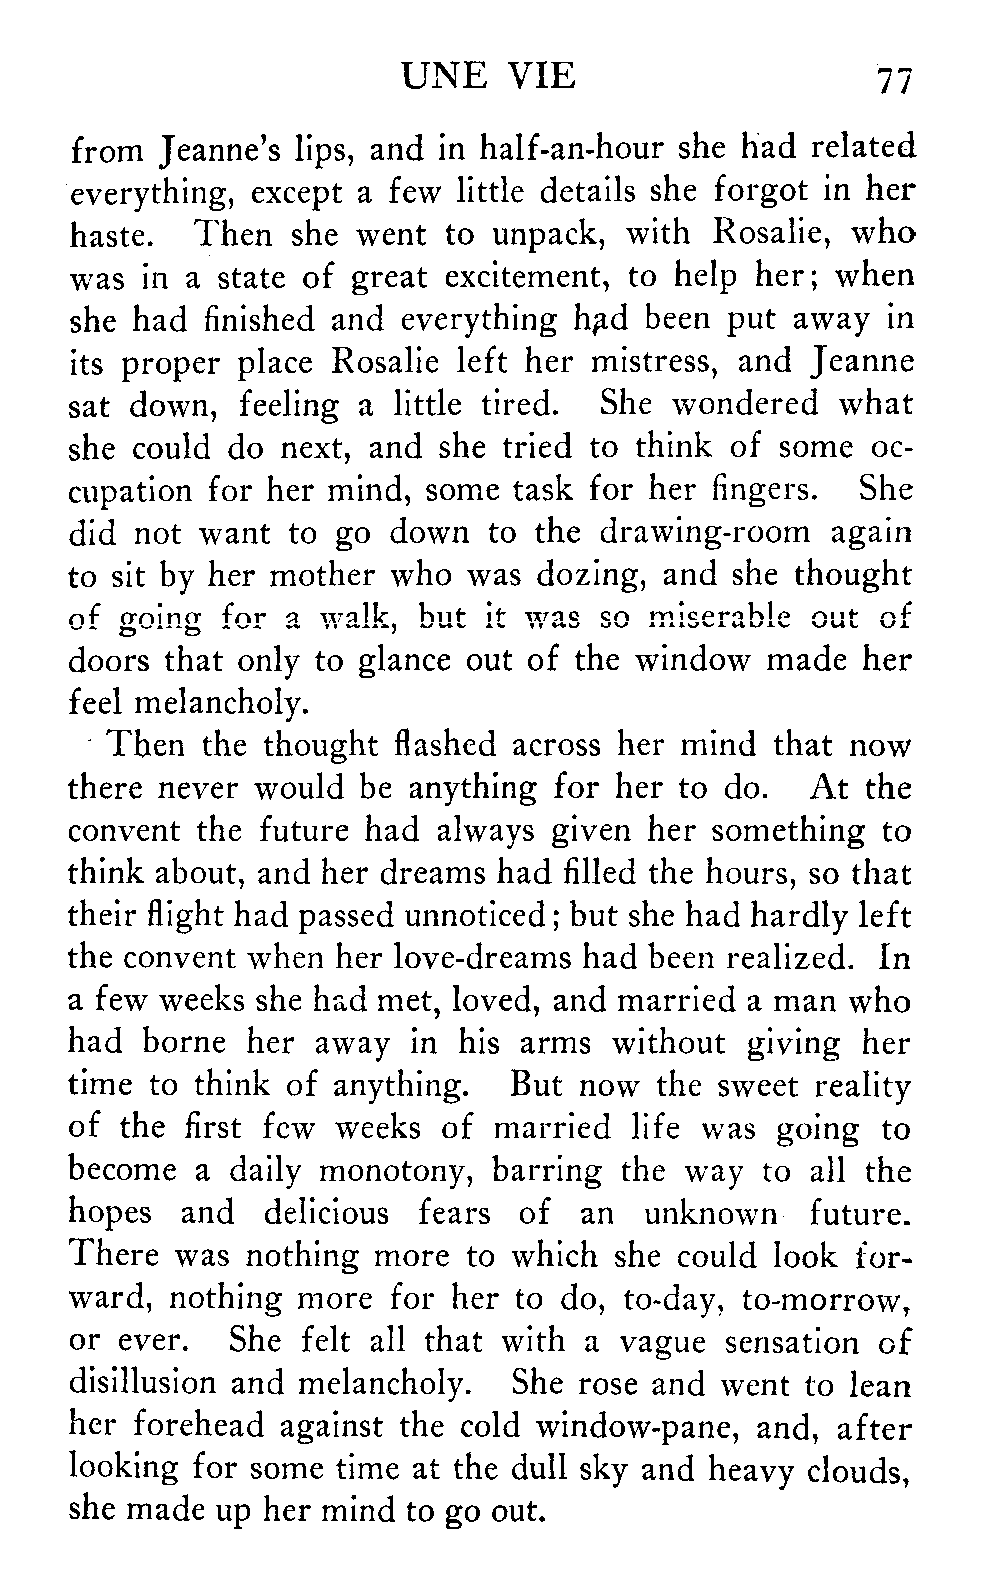 UNE VIE 77
from Jeanne's lips, and in half-an-hour she had related
everything, except a few little details she forgot in her
haste. Then she went to unpack, with Rosalie, who
was in a state of great excitement, to help her; when
she had finished and everything had been put away in
its proper place Rosalie left her mistress, and Jeanne
sat down, feeling a little tired. She wondered what
she could do next, and she tried to think of some oc-
cupation for her mind, some task for her fingers. She
did not want to go down to the drawing-room again
to sit by her mother who was dozing, and she thought
of going for a walk, but it was so miserable out of
doors that only to glance out of the window made her
feel melancholy.
Then the thought flashed across her mind that now
there never would be anything for her to do. At the
convent the future had always given her something to
think about, and her dreams had filled the hours, so that
their flight had passed unnoticed; but she had hardly left
the convent when her love-dreams had been realized. In
a few weeks she had met, loved, and married a man who
had borne her away in his arms without giving her
time to think of anything. But now the sweet reality
of the first few weeks of married life was going to
become a daily monotony, barring the way to all the
hopes and delicious fears of an unknown future.
There was nothing more to which she could look for-
ward, nothing more for her to do, to-day, to-morrow,
or ever. She felt all that with a vague sensation of
disillusion and melancholy. She rose and went to lean
her forehead against the cold window-pane, and, after
looking for some time at the dull sky and heavy clouds,
she made up her mind to go out.